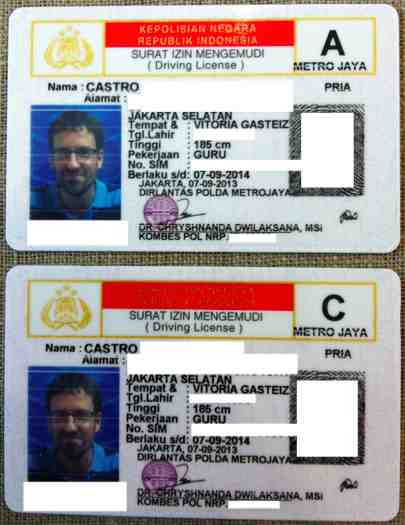 KEPOLISIAN NEGARA
REPUBLIK INDONESIA
SURAT IZIN MENGEMUDI
( Driving License )
A
METRO JAYA
Nama : CASTRO
PRIA
Alamat :
JAKARTA SELATAN
Tempat & : VITORIA GASTEIZ
Tgl.Lahir
Tinggi : 185 cm
Pekerjaan : GURU
No. SIM
Berlaku s/d: 07-09-2014
JAKARTA, 07-09-2013
DIRLANTAS POLDA METROJAYA
DR. CHRYSHNANDA DWILAKSANA, MSi
KOMBES POL NRP.
SURAT IZIN MENGEMUDI
( Driving License )
C
METRO JAYA
Nama : CASTRO
PRIA
Alamat :
JAKARTA SELATAN
Tempat & : VITORIA GASTEIZ
Tgl.Lahir :
Tinggi : 185 cm
Pekerjaan : GURU
No. SIM :
Berlaku s/d: 07-09-2014
JAKARTA, 07-09-2013
DIRLANTAS POLDA METROJAYA
DR. CHRYSHNANDA DWILAKSANA, MSi
KOMBES POL NRP.